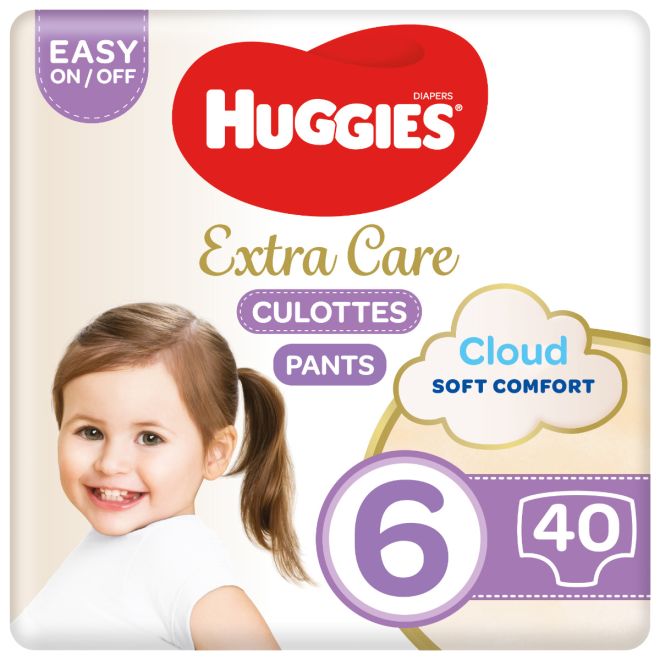 EASY
ON / OFF
DIAPERS
HUGGIES®
Extra Care
CULOTTES
PANTS
Cloud
SOFT COMFORT
6
40